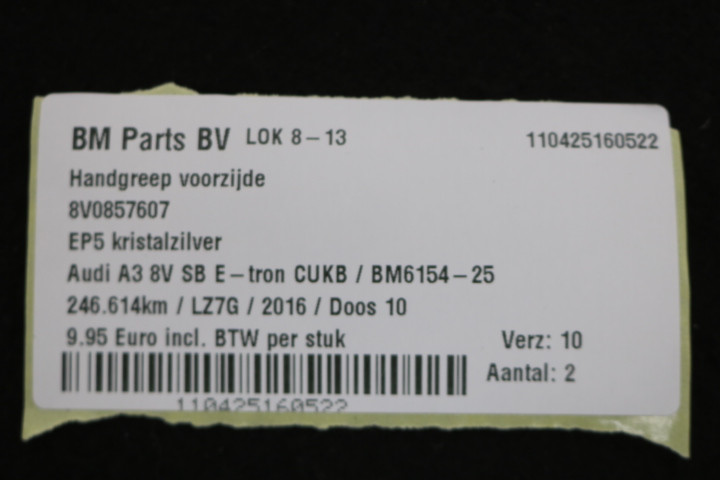 BM Parts BV LOK 8-13 110425160522
Handgreep voorzijde
8V0857607
EP5 kristalzilver
Audi A3 8V SB E-tron CUKB / BM6154-25
246.614km / LZ7G / 2016 / Doos 10
9.95 Euro incl. BTW per stuk Verz: 10
Aantal: 2
110425160522